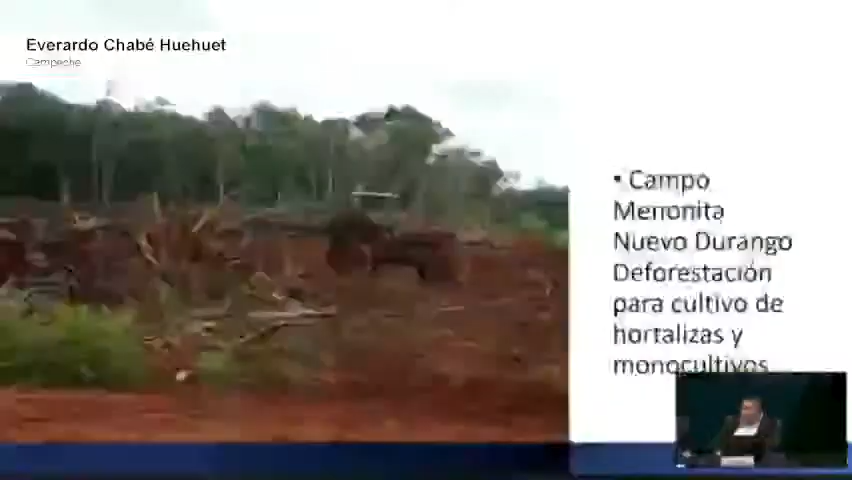 Everardo Chabé Huehuet
Campeche
• Campo
Menonita
Nuevo Durango
Deforestación
para cultivo de
hortalizas y
monocultivos